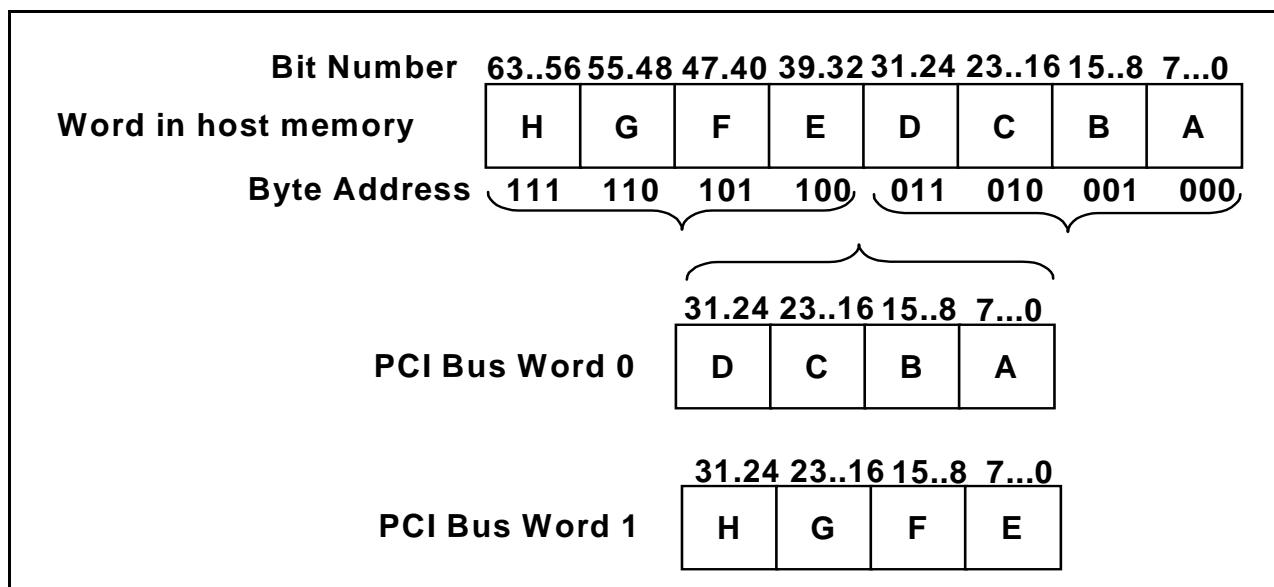 Bit Number 63..56 55.48 47.40 39.32 31.24 23..16 15..8 7...0
Word in host memory H G F E D C B A
Byte Address 111 110 101 100 011 010 001 000
31.24 23..16 15..8 7...0
PCI Bus Word 0 D C B A
31.24 23..16 15..8 7...0
PCI Bus Word 1 H G F E